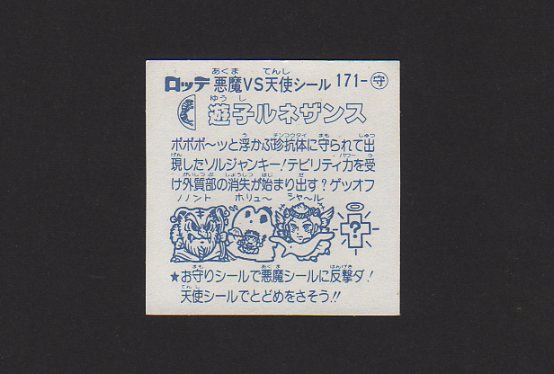 ロッテ 悪魔VS天使シール 171-守
遊子ルネザンス
ポポポ〜ッと浮かぶ珍抗体に守られて出
現したソルジャンキー!テビリティ力を受
け外質部の消失が始まり出す?ゲッオフ
ノノント ホリュ〜 シャ〜ル
?
★お守りシールで悪魔シールに反撃ダ!
天使シールでとどめをさそう!!